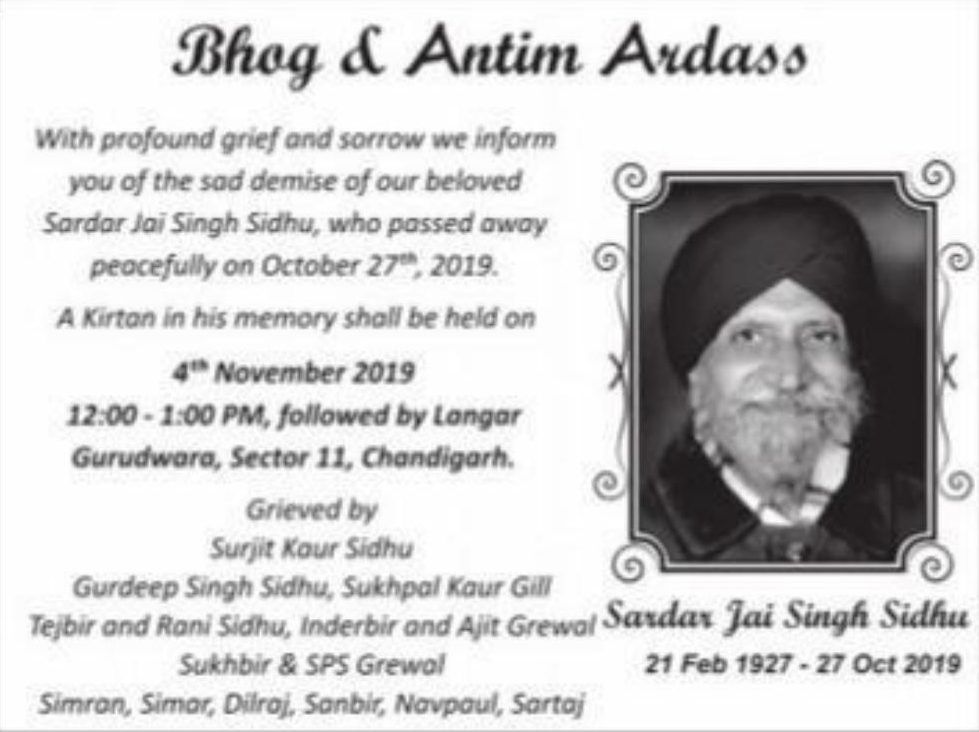 Bhog & Antim Ardass
With profound grief and sorrow we inform
you of the sad demise of our beloved
Sardar Jai Singh Sidhu, who passed away
peacefully on October 27th, 2019.
A Kirtan in his memory shall be held on
4th November 2019
12:00 - 1:00 PM, followed by Langar
Gurudwara, Sector 11, Chandigarh.
Grieved by
Surjit Kaur Sidhu
Gurdeep Singh Sidhu, Sukhpal Kaur Gill
Tejbir and Rani Sidhu, Inderbir and Ajit Grewal
Sukhbir & SPS Grewal
Simran, Simar, Dilraj, Sanbir, Navpaul, Sartaj
Sardar Jai Singh Sidhu
21 Feb 1927 - 27 Oct 2019